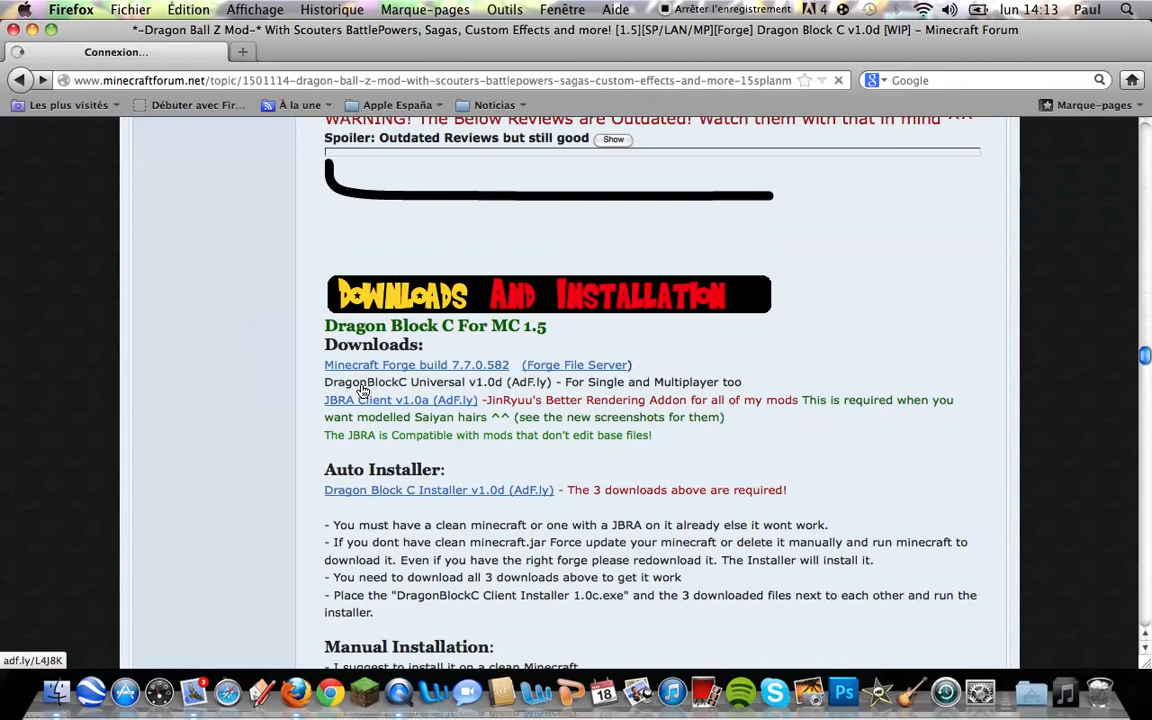 Firefox Fichier Édition Affichage Historique Marque-pages Outils Fenêtre Aide Arrêter l'enregistrement 4 lun 14:13 Paul
*-Dragon Ball Z Mod-* With Scouters BattlePowers, Sagas, Custom Effects and more! [1.5][SP/LAN/MP][Forge] Dragon Block C v1.0d [WIP] - Minecraft Forum
Connexion...
www.minecraftforum.net/topic/1501114-dragon-ball-z-mod-with-scouters-battlepowers-sagas-custom-effects-and-more-15splanm
Google
Les plus visités Débuter avec Fir... À la une Apple España Noticias Marque-pages
WARNING! The Below Reviews are Outdated! Watch them with that in mind ^^
Spoiler: Outdated Reviews but still good Show
Downloads And Installation
Dragon Block C For MC 1.5
Downloads:
Minecraft Forge build 7.7.0.582 (Forge File Server)
DragonBlockC Universal v1.0d (AdF.ly) - For Single and Multiplayer too
JBRA Client v1.0a (AdF.ly) -JinRyuu's Better Rendering Addon for all of my mods This is required when you
want modelled Saiyan hairs ^^ (see the new screenshots for them)
The JBRA is Compatible with mods that don't edit base files!
Auto Installer:
Dragon Block C Installer v1.0d (AdF.ly) - The 3 downloads above are required!
- You must have a clean minecraft or one with a JBRA on it already else it wont work.
- If you dont have clean minecraft.jar Force update your minecraft or delete it manually and run minecraft to
download it. Even if you have the right forge please redownload it. The Installer will install it.
- You need to download all 3 downloads above to get it work
- Place the "DragonBlockC Client Installer 1.0c.exe" and the 3 downloaded files next to each other and run the
installer.
Manual Installation:
- I suggest to install it on a clean Minecraft
adf.ly/L4J8K
3
18
Ps